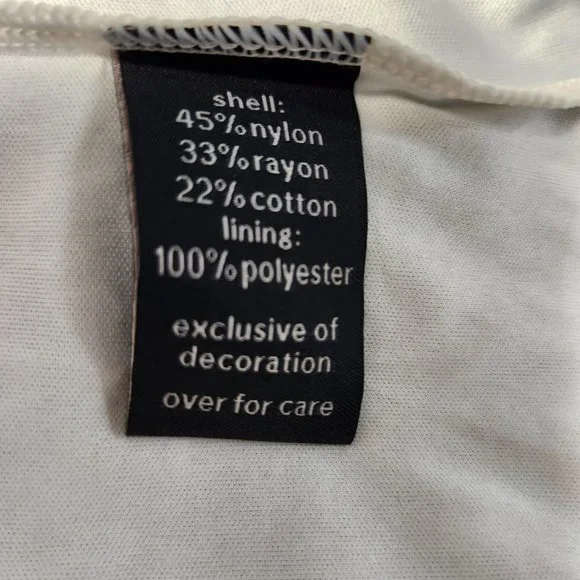 shell:
45%nylon
33%rayon
22%cotton
lining:
100%polyester
exclusive of
decoration
over for care